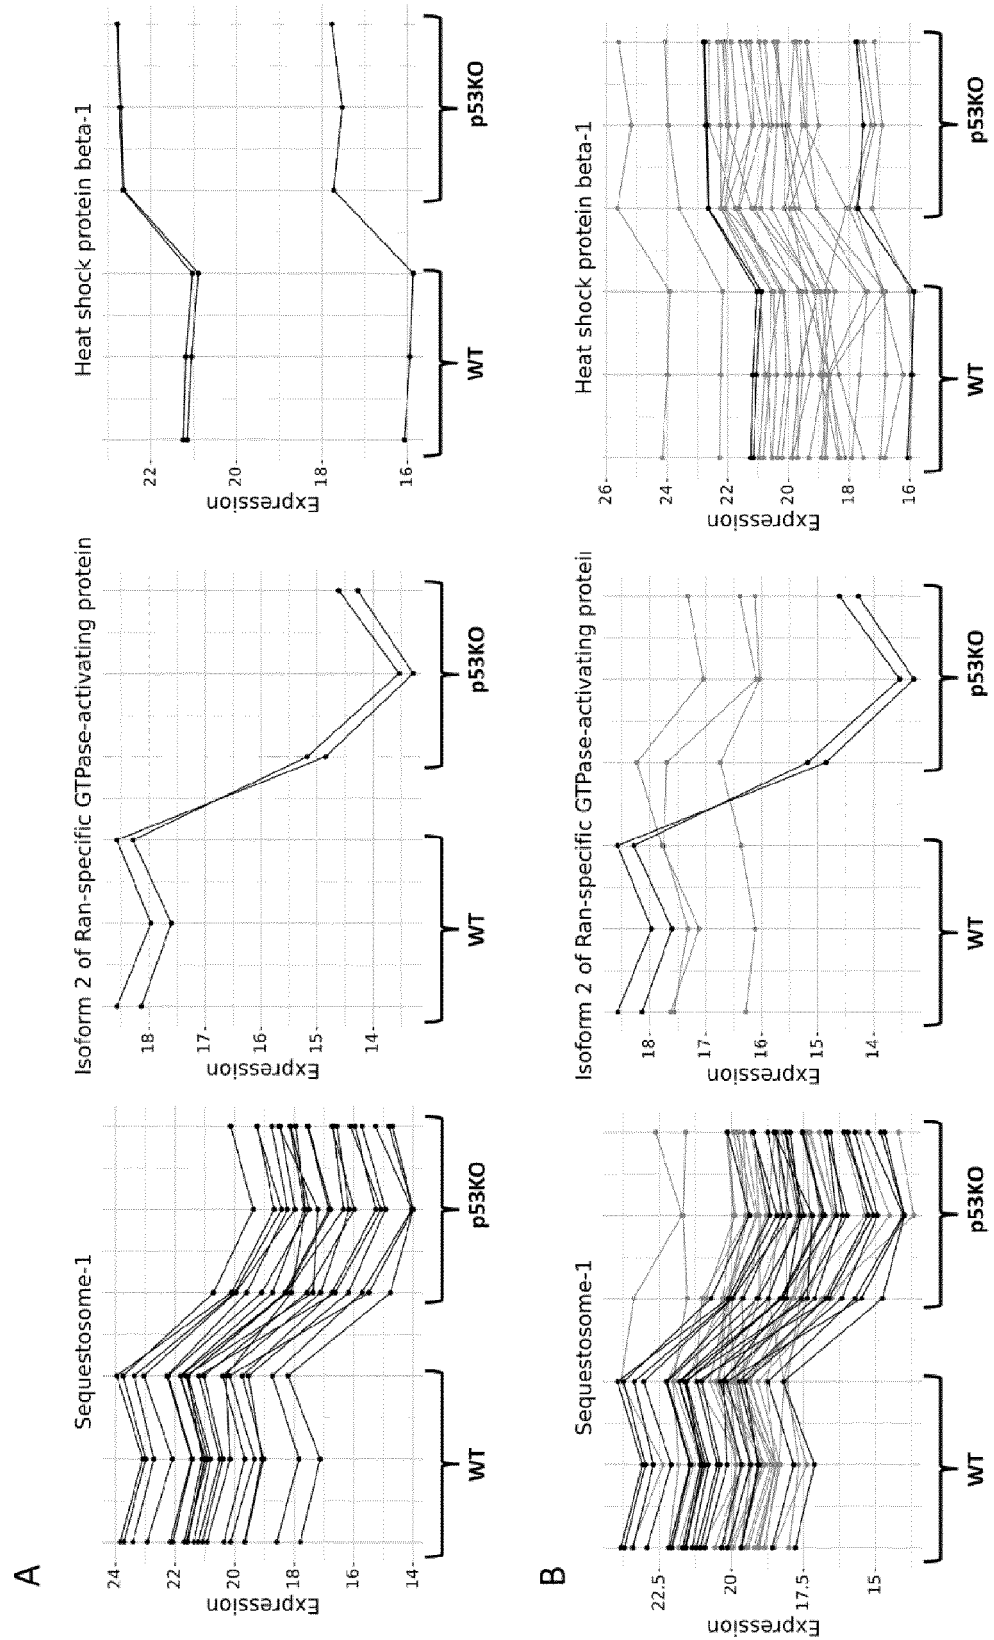 A
Sequestosome-1
Expression
24
22
20
18
16
14
WT
p53KO
Isoform 2 of Ran-specific GTPase-activating protein
Expression
18
17
16
15
14
WT
p53KO
Heat shock protein beta-1
Expression
22
20
18
16
WT
p53KO
B
Sequestosome-1
Expression
22.5
20
17.5
15
WT
p53KO
Isoform 2 of Ran-specific GTPase-activating protein
Expression
18
17
16
15
14
WT
p53KO
Heat shock protein beta-1
Expression
26
24
22
20
18
16
WT
p53KO